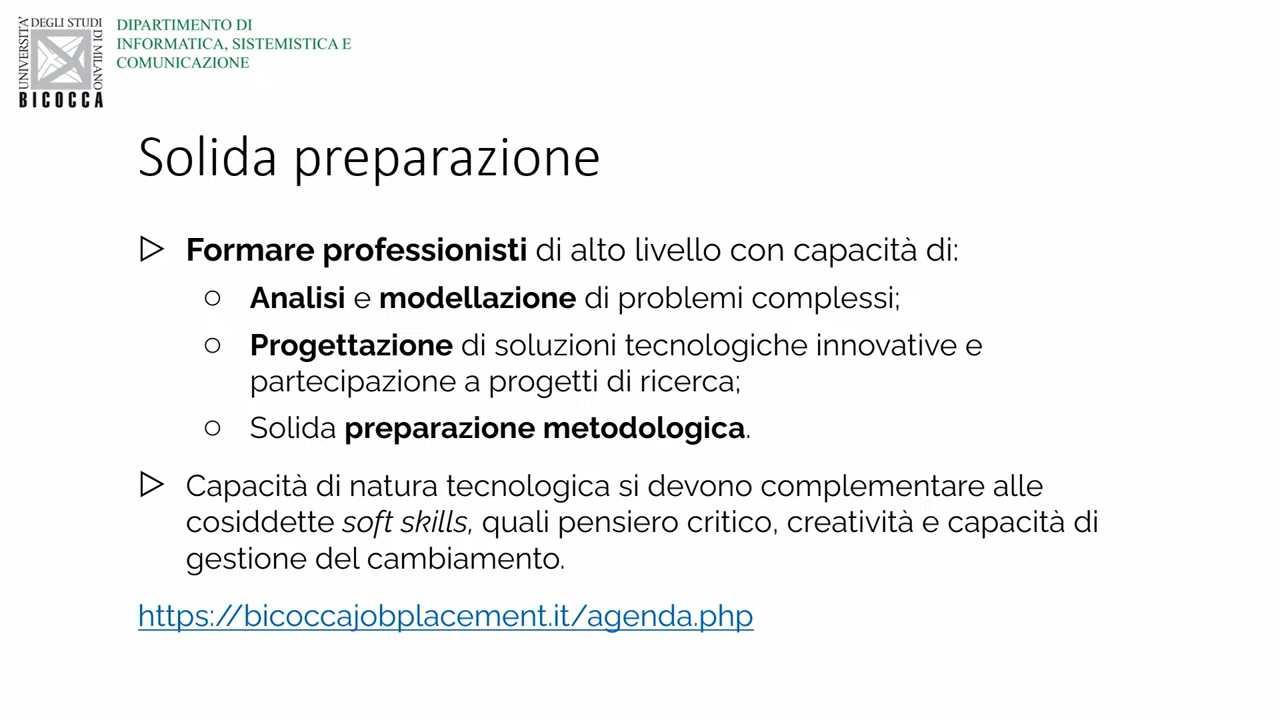 UNIVERSITÀ
DEGLI STUDI
DI MILANO
BICOCCA
DIPARTIMENTO DI
INFORMATICA, SISTEMISTICA E
COMUNICAZIONE
Solida preparazione
Formare professionisti di alto livello con capacità di:
Analisi e modellazione di problemi complessi;
Progettazione di soluzioni tecnologiche innovative e
partecipazione a progetti di ricerca;
Solida preparazione metodologica.
Capacità di natura tecnologica si devono complementare alle
cosiddette soft skills, quali pensiero critico, creatività e capacità di
gestione del cambiamento.
https://bicoccajobplacement.it/agenda.php